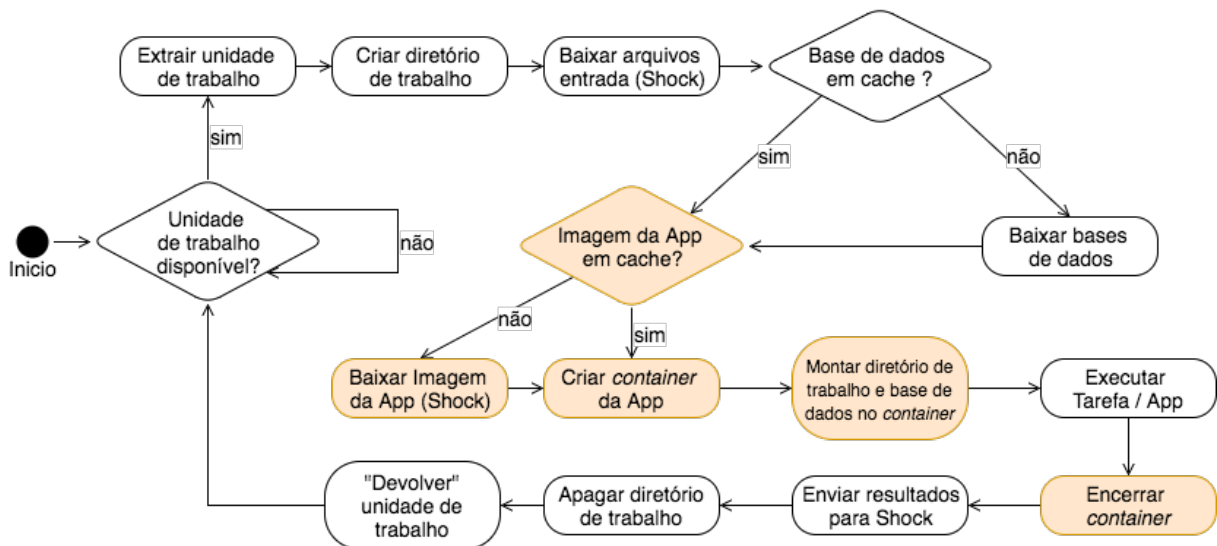 Extrair unidade
de trabalho
Criar diretório
de trabalho
Baixar arquivos
entrada (Shock)
Base de dados
em cache ?
sim
sim
não
Unidade
de trabalho
disponível?
não
Inicio
Imagem da App
em cache?
Baixar bases
de dados
não
sim
Baixar Imagem
da App (Shock)
Criar container
da App
Montar diretório de
trabalho e base de
dados no container
Executar
Tarefa / App
"Devolver"
unidade de
trabalho
Apagar diretório
de trabalho
Enviar resultados
para Shock
Encerrar
container